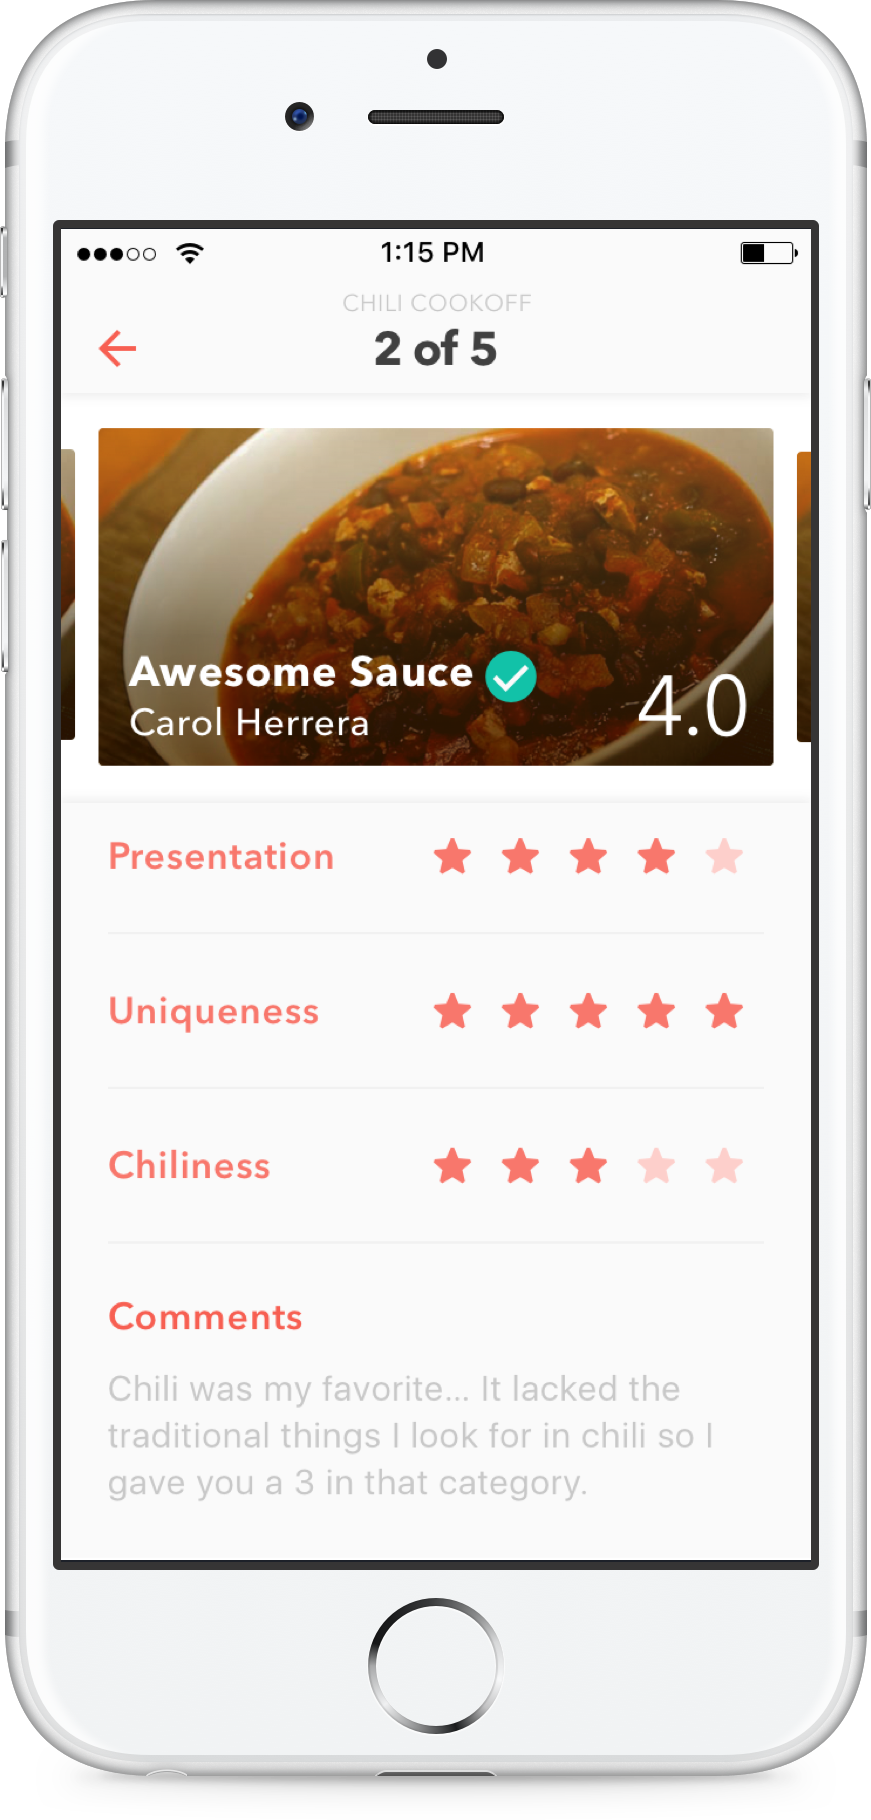 1:15 PM
CHILI COOKOFF
2 of 5
Awesome Sauce
Carol Herrera
4.0
Presentation
Uniqueness
Chiliness
Comments
Chili was my favorite... It lacked the
traditional things I look for in chili so I
gave you a 3 in that category.